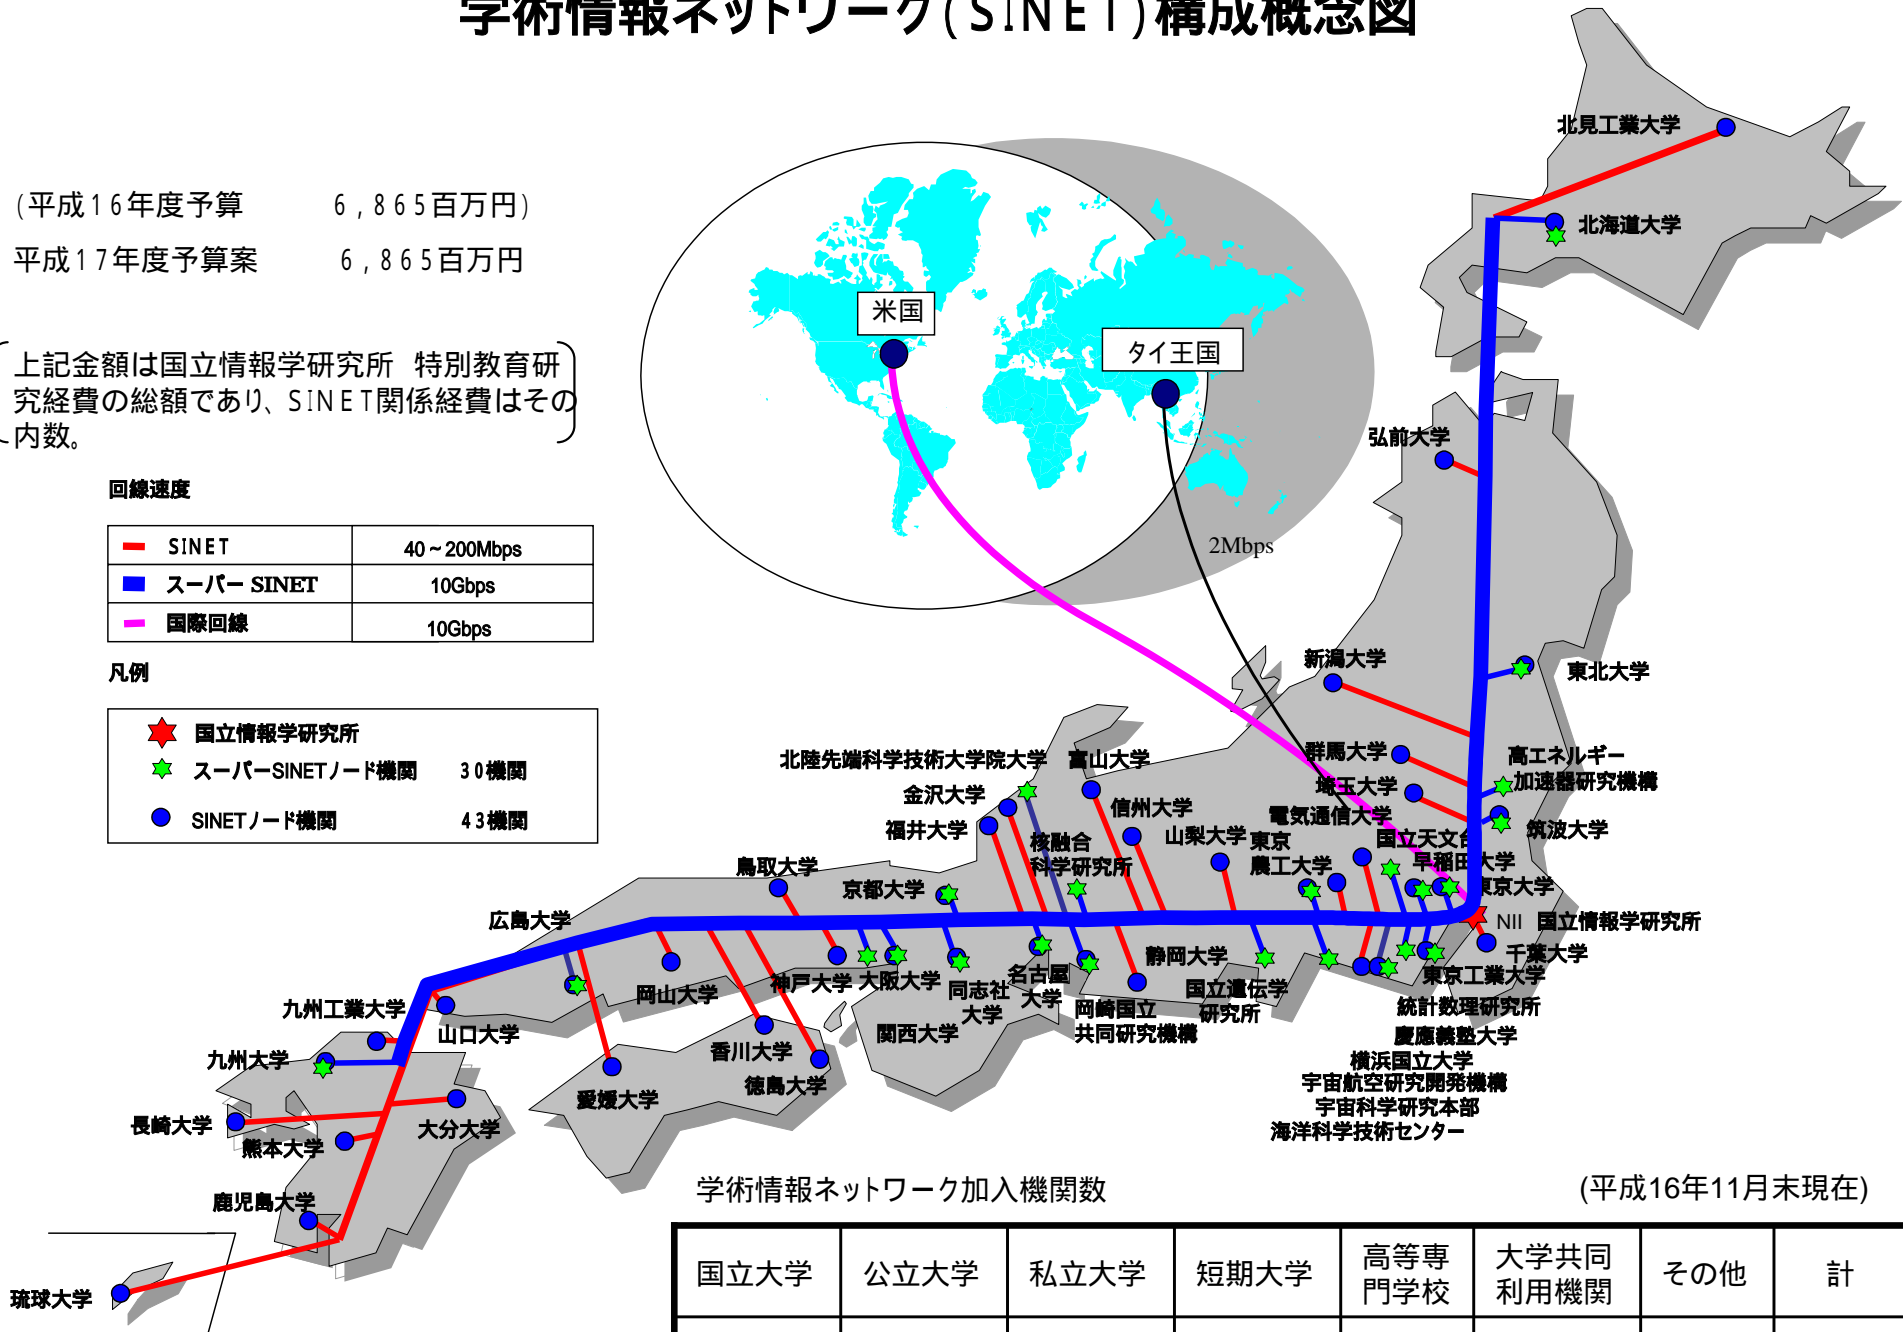 学術情報ネットワーク(SINET)構成概念図
(平成16年度予算 6,865百万円)
平成17年度予算案 6,865百万円
上記金額は国立情報学研究所 特別教育研
究経費の総額であり、SINET関係経費はその
内数。
回線速度
SINET 40~200Mbps
スーパーSINET 10Gbps
国際回線 10Gbps
凡例
国立情報学研究所
スーパーSINETノード機関 30機関
SINETノード機関 43機関
米国
タイ王国
2Mbps
北見工業大学
北海道大学
弘前大学
東北大学
新潟大学
群馬大学
埼玉大学
高エネルギー
加速器研究機構
筑波大学
電気通信大学
国立天文台
早稲田大学
東京大学
NII 国立情報学研究所
千葉大学
北陸先端科学技術大学院大学
富山大学
金沢大学
信州大学
福井大学
山梨大学
東京
農工大学
核融合
科学研究所
鳥取大学
京都大学
広島大学
静岡大学
東京工業大学
国立遺伝学
研究所
統計数理研究所
慶應義塾大学
横浜国立大学
宇宙航空研究開発機構
宇宙科学研究本部
海洋科学技術センター
名古屋
大学
岡崎国立
共同研究機構
同志社
大学
関西大学
大阪大学
神戸大学
岡山大学
香川大学
徳島大学
愛媛大学
九州工業大学
山口大学
九州大学
長崎大学
熊本大学
大分大学
鹿児島大学
琉球大学
学術情報ネットワーク加入機関数
(平成16年11月末現在)
国立大学 公立大学 私立大学 短期大学 高等専
門学校 大学共同
利用機関 その他 計